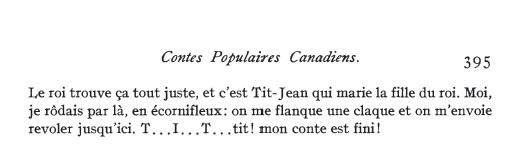 Contes Populaires Canadiens. 395
Le roi trouve ça tout juste, et c'est Tit-Jean qui marie la fille du roi. Moi,
je rôdais par là, en écornifleux: on me flanque une claque et on m'envoie
revoler jusqu'ici. T...I...T...tit! mon conte est fini!